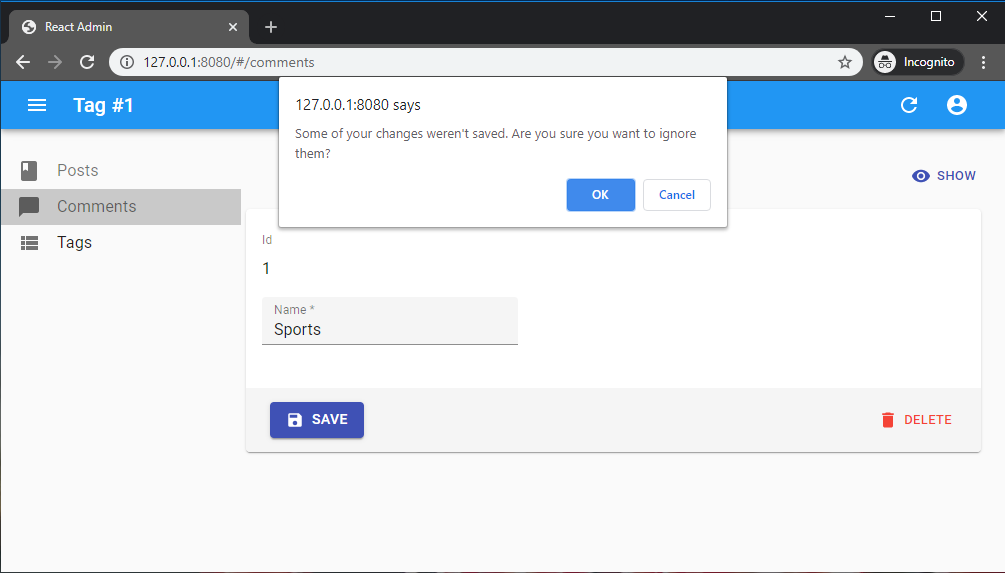 React Admin
127.0.0.1:8080/#/comments
Incognito
Tag #1
127.0.0.1:8080 says
Some of your changes weren't saved. Are you sure you want to ignore
them?
OK
Cancel
Posts
Comments
Tags
SHOW
Id
1
Name *
Sports
SAVE
DELETE